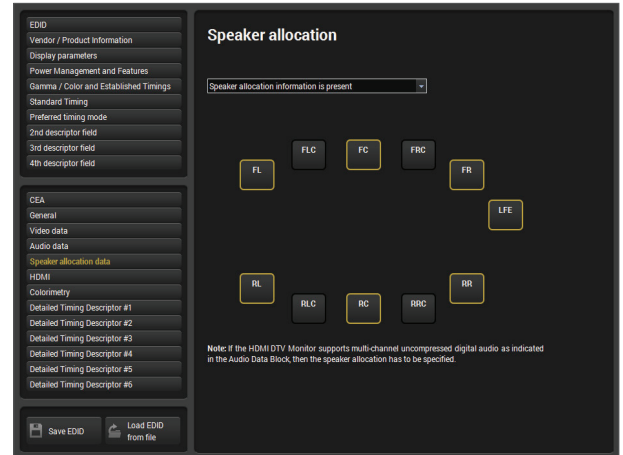 EDID
Vendor / Product Information
Display parameters
Power Management and Features
Gamma / Color and Established Timings
Standard Timing
Preferred timing mode
2nd descriptor field
3rd descriptor field
4th descriptor field
CEA
General
Video data
Audio data
Speaker allocation data
HDMI
Colorimetry
Detailed Timing Descriptor #1
Detailed Timing Descriptor #2
Detailed Timing Descriptor #3
Detailed Timing Descriptor #4
Detailed Timing Descriptor #5
Detailed Timing Descriptor #6
Save EDID
Load EDID
from file
Speaker allocation
Speaker allocation information is present
FLC FC FRC
FL FR
LFE
RL RR
RLC RC RRC
Note: If the HDMI DTV Monitor supports multi-channel uncompressed digital audio as indicated
in the Audio Data Block, then the speaker allocation has to be specified.